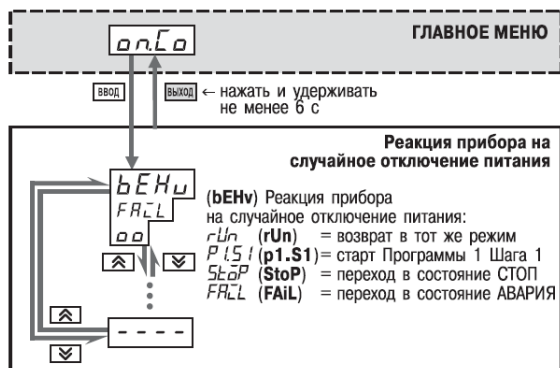 ГЛАВНОЕ МЕНЮ
on.Co
ВВОД ВЫХОД ← нажать и удерживать
не менее 6 с
Реакция прибора на
случайное отключение питания
bEHv
FAiL
oo
(bEHv) Реакция прибора
на случайное отключение питания:
rUn (rUn) = возврат в тот же режим
P1.S1 (p1.S1)= старт Программы 1 Шага 1
StoP (StoP) = переход в состояние СТОП
FAiL (FAiL) = переход в состояние АВАРИЯ
- - - -